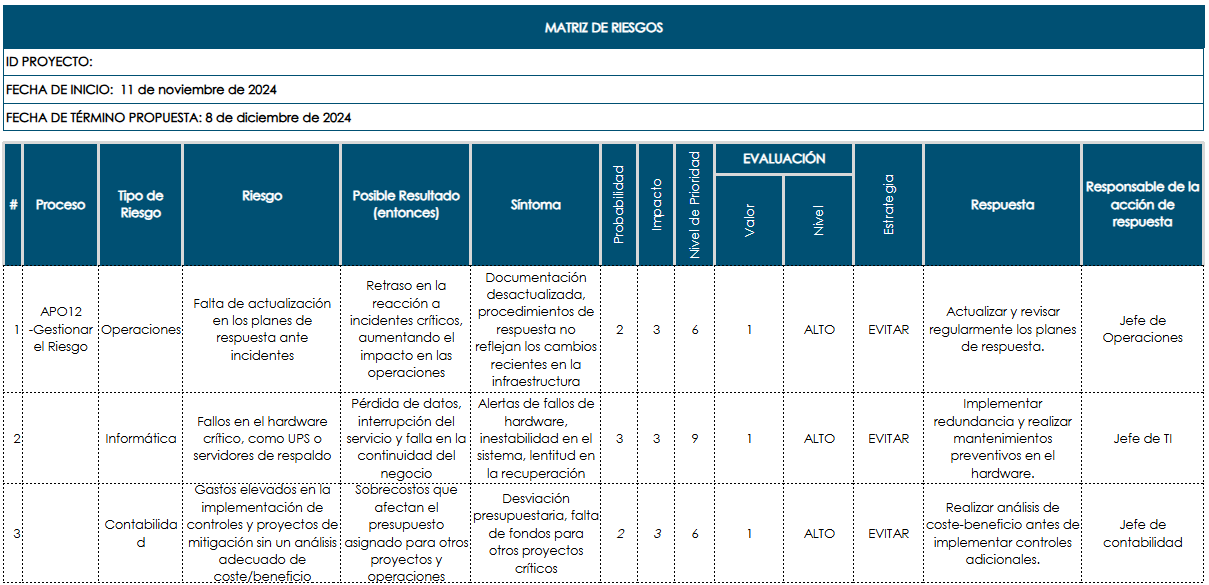 MATRIZ DE RIESGOS
ID PROYECTO:
FECHA DE INICIO: 11 de noviembre de 2024
FECHA DE TÉRMINO PROPUESTA: 8 de diciembre de 2024
#
Proceso
Tipo de
Riesgo
Riesgo
Posible Resultado
(entonces)
Síntoma
Probabilidad
Impacto
Nivel de Prioridad
EVALUACIÓN
Valor
Nivel
Estrategia
Respuesta
Responsable de la
acción de
respuesta
1
APO12
-Gestionar
el Riesgo
Operaciones
Falta de actualización
en los planes de
respuesta ante
incidentes
Retraso en la
reacción a
incidentes críticos,
aumentando el
impacto en las
operaciones
Documentación
desactualizada,
procedimientos de
respuesta no
reflejan los cambios
recientes en la
infraestructura
2
3
6
1
ALTO
EVITAR
Actualizar y revisar
regularmente los planes
de respuesta.
Jefe de
Operaciones
2
Informática
Fallos en el hardware
crítico, como UPS o
servidores de respaldo
Pérdida de datos,
interrupción del
servicio y falla en la
continuidad del
negocio
Alertas de fallos de
hardware,
inestabilidad en el
sistema, lentitud en
la recuperación
3
3
9
1
ALTO
EVITAR
Implementar
redundancia y realizar
mantenimientos
preventivos en el
hardware.
Jefe de TI
3
Contabilida
d
Gastos elevados en la
implementación de
controles y proyectos de
mitigación sin un análisis
adecuado de
coste/beneficio
Sobrecostos que
afectan el
presupuesto
asignado para otros
proyectos y
operaciones
Desviación
presupuestaria, falta
de fondos para
otros proyectos
críticos
2
3
6
1
ALTO
EVITAR
Realizar análisis de
coste-beneficio antes de
implementar controles
adicionales.
Jefe de
contabilidad